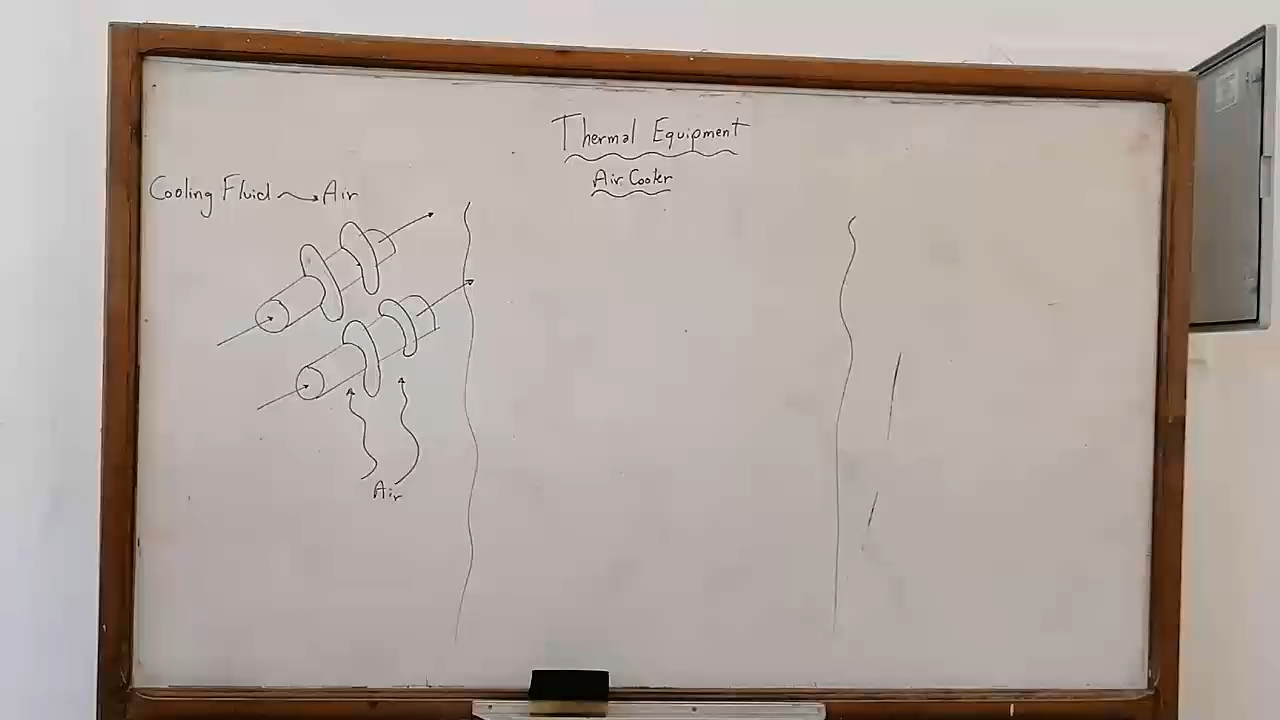 Thermal Equipment
Air Cooler
Cooling Fluid → Air
Air